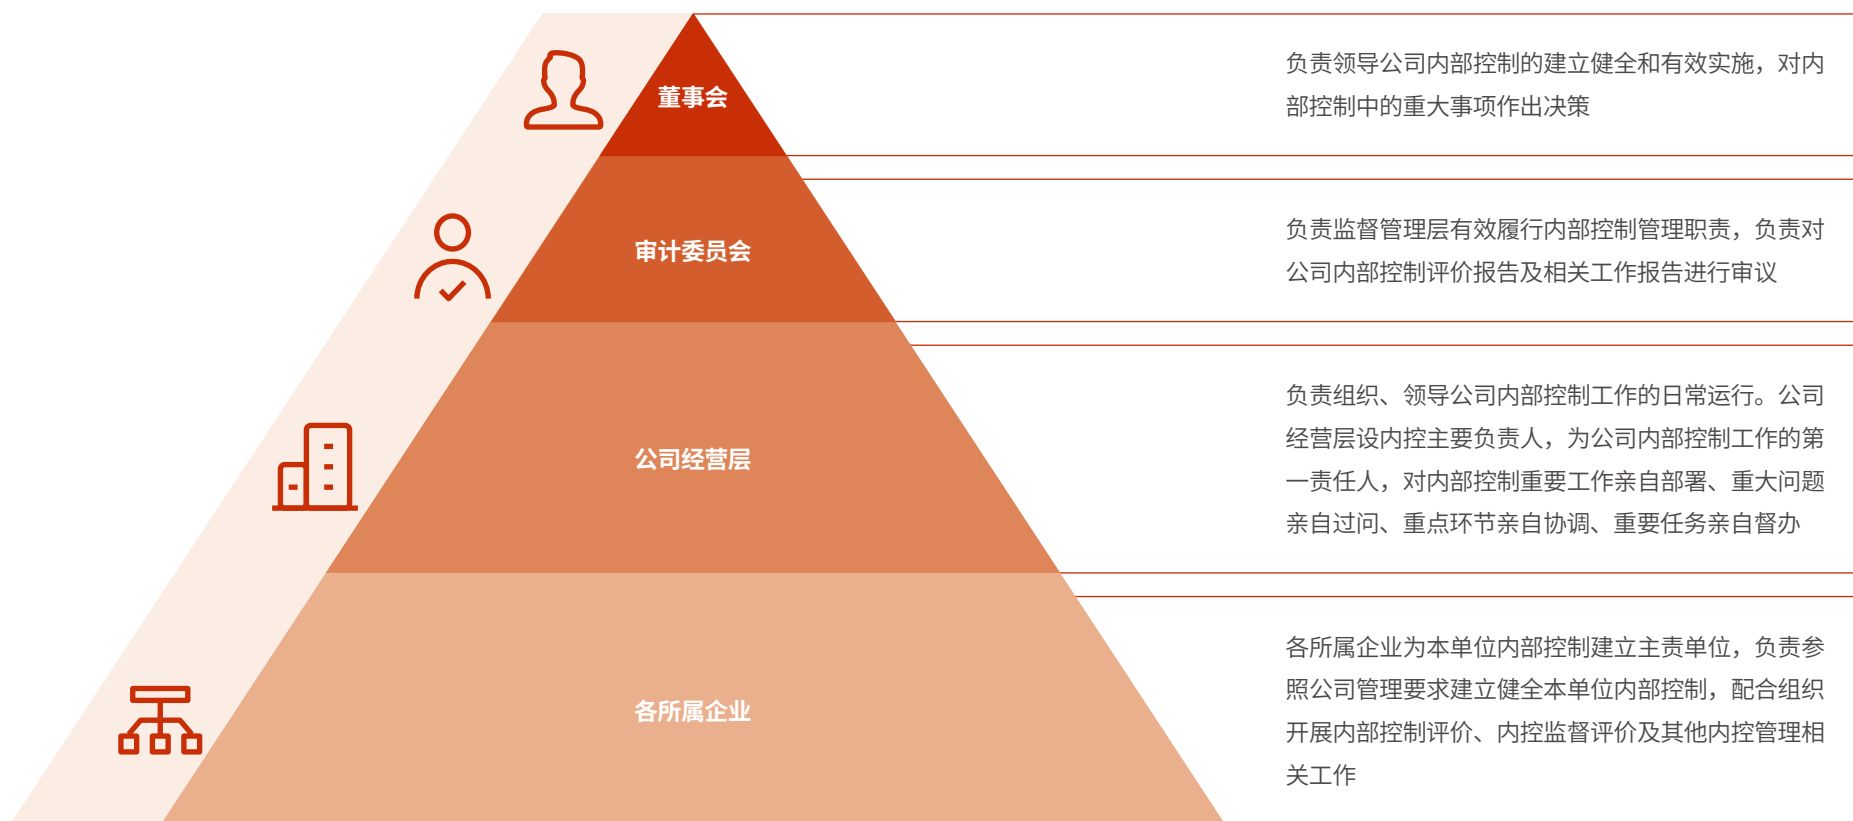 董事会
负责领导公司内部控制的建立健全和有效实施，对内
部控制中的重大事项作出决策
审计委员会
负责监督管理层有效履行内部控制管理职责，负责对
公司内部控制评价报告及相关工作报告进行审议
公司经营层
负责组织、领导公司内部控制工作的日常运行。公司
经营层设内控主要负责人，为公司内部控制工作的第
一责任人，对内部控制重要工作亲自部署、重大问题
亲自过问、重点环节亲自协调、重要任务亲自督办
各所属企业
各所属企业为本单位内部控制建立主责单位，负责参
照公司管理要求建立健全本单位内部控制，配合组织
开展内部控制评价、内控监督评价及其他内控管理相
关工作